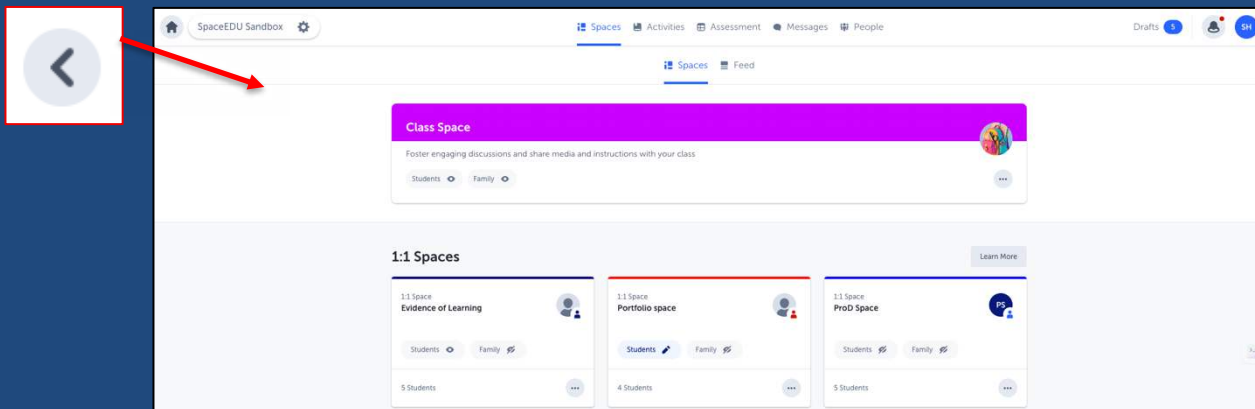 SpaceEDU Sandbox
Spaces Activities Assessment Messages People
Drafts 5
SH
Spaces Feed
Class Space
Foster engaging discussions and share media and instructions with your class
Students Family
1:1 Spaces
Learn More
1:1 Space
Evidence of Learning
Students Family
5 Students
1:1 Space
Portfolio space
Students Family
4 Students
1:1 Space
ProD Space
PS
Students Family
5 Students